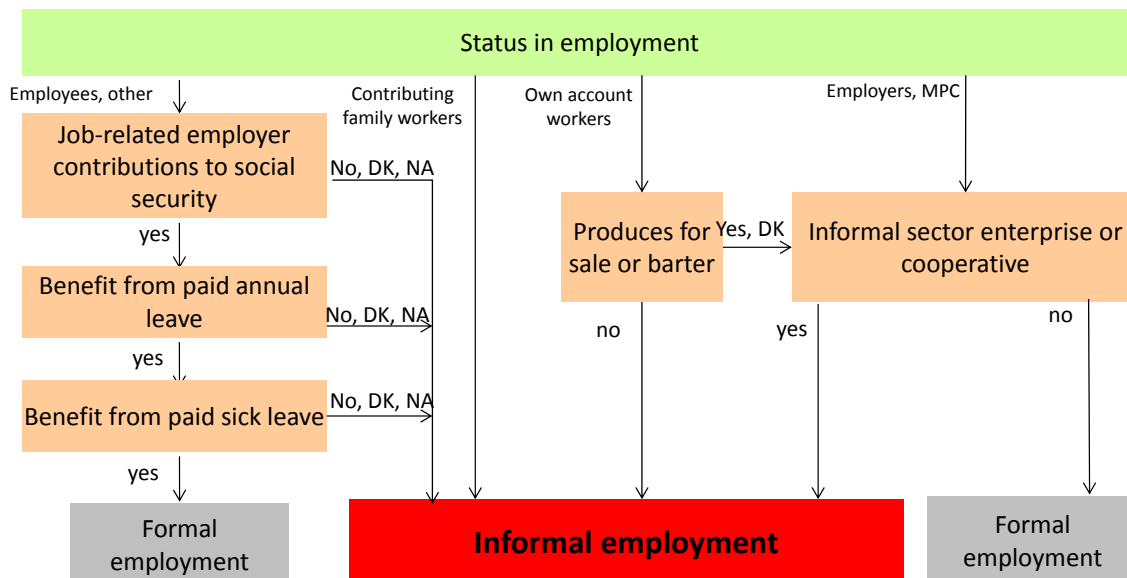 Status in employment
Employees, other
Contributing
family workers
Own account
workers
Employers, MPC
Job-related employer
contributions to social
security
No, DK, NA
yes
Produces for
sale or barter
Yes, DK
Informal sector enterprise or
cooperative
Benefit from paid annual
leave
No, DK, NA
no
yes
no
yes
Benefit from paid sick leave
No, DK, NA
yes
Formal
employment
Informal employment
Formal
employment